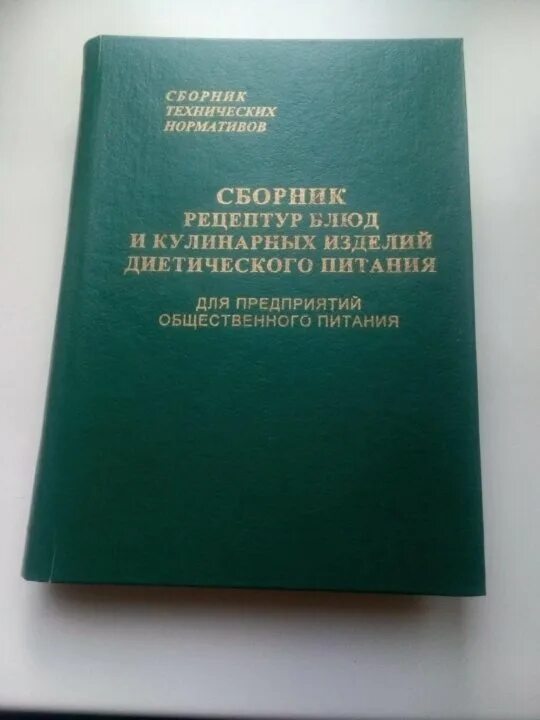 СБОРНИК
ТЕХНИЧЕСКИХ
НОРМАТИВОВ
СБОРНИК
РЕЦЕПТУР БЛЮД
И КУЛИНАРНЫХ ИЗДЕЛИЙ
ДИЕТИЧЕСКОГО ПИТАНИЯ
ДЛЯ ПРЕДПРИЯТИЙ
ОБЩЕСТВЕННОГО ПИТАНИЯ